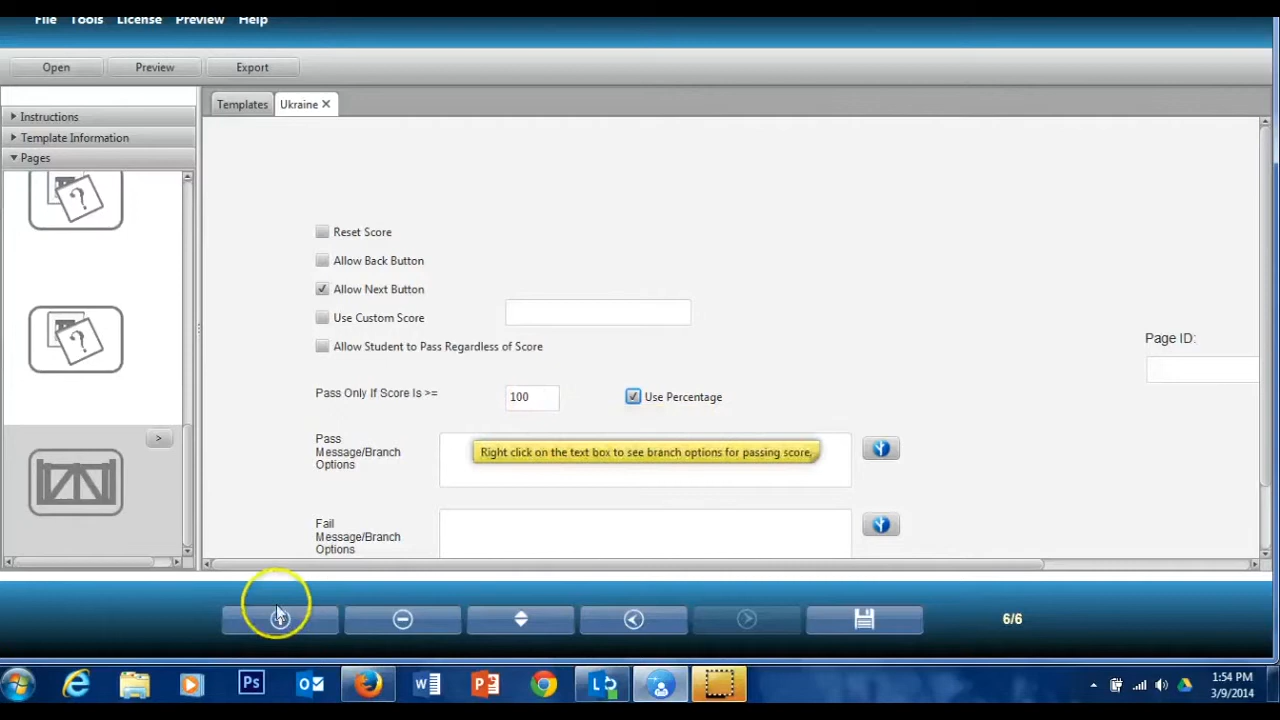 File Tools License Preview Help
Open Preview Export
Templates Ukraine
Instructions
Template Information
Pages
Reset Score
Allow Back Button
Allow Next Button
Use Custom Score
Allow Student to Pass Regardless of Score
Page ID:
Pass Only If Score Is >= 100 Use Percentage
Pass
Message/Branch
Options
Right click on the text box to see branch options for passing score.
Fail
Message/Branch
Options
6/6
Ps
1:54 PM
3/9/2014